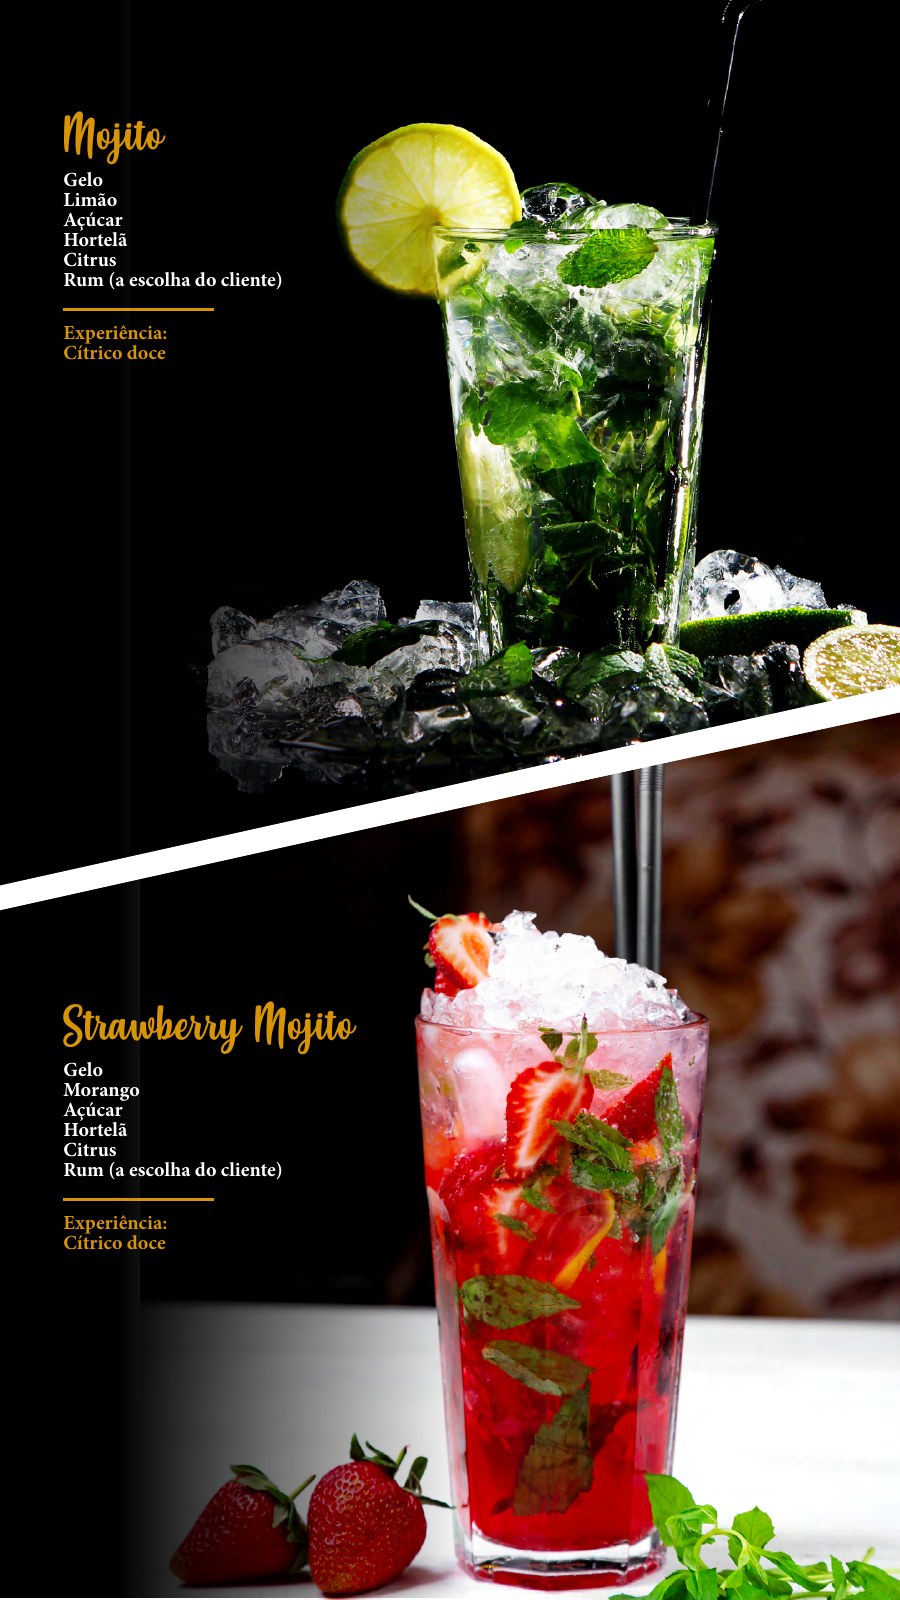 Mojito
Gelo
Limão
Açúcar
Hortelã
Citrus
Rum (a escolha do cliente)
Experiência:
Cítrico doce
Strawberry Mojito
Gelo
Morango
Açúcar
Hortelã
Citrus
Rum (a escolha do cliente)
Experiência:
Cítrico doce